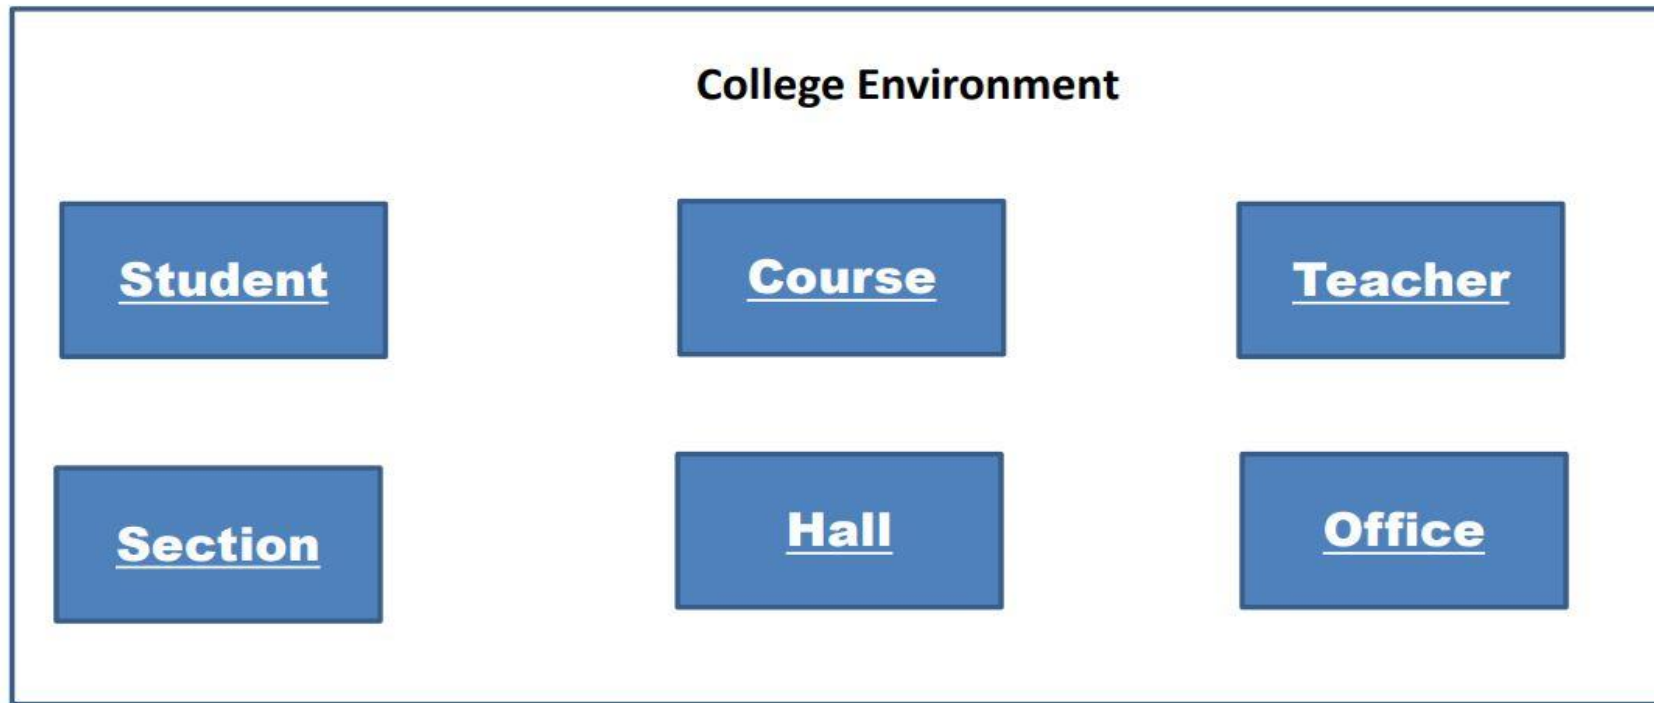 College Environment
Student
Course
Teacher
Section
Hall
Office